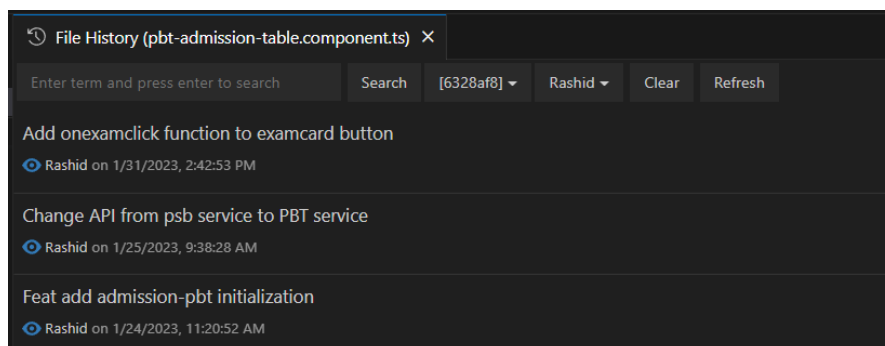 File History (pbt-admission-table.component.ts)
Enter term and press enter to search Search [6328af8] Rashid Clear Refresh
Add onexamclick function to examcard button
Rashid on 1/31/2023, 2:42:53 PM
Change API from psb service to PBT service
Rashid on 1/25/2023, 9:38:28 AM
Feat add admission-pbt initialization
Rashid on 1/24/2023, 11:20:52 AM